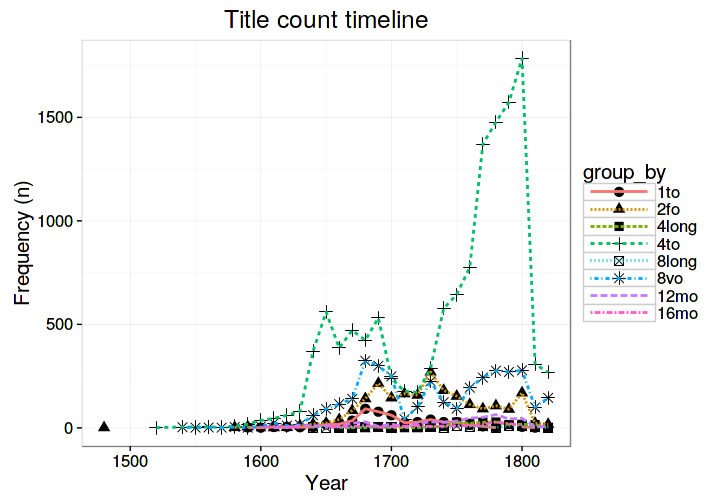 Title count timeline
Frequency (n)
1500
1000
500
0
1500
1600
1700
1800
Year
group_by
1to
2fo
4long
4to
8long
8vo
12mo
16mo